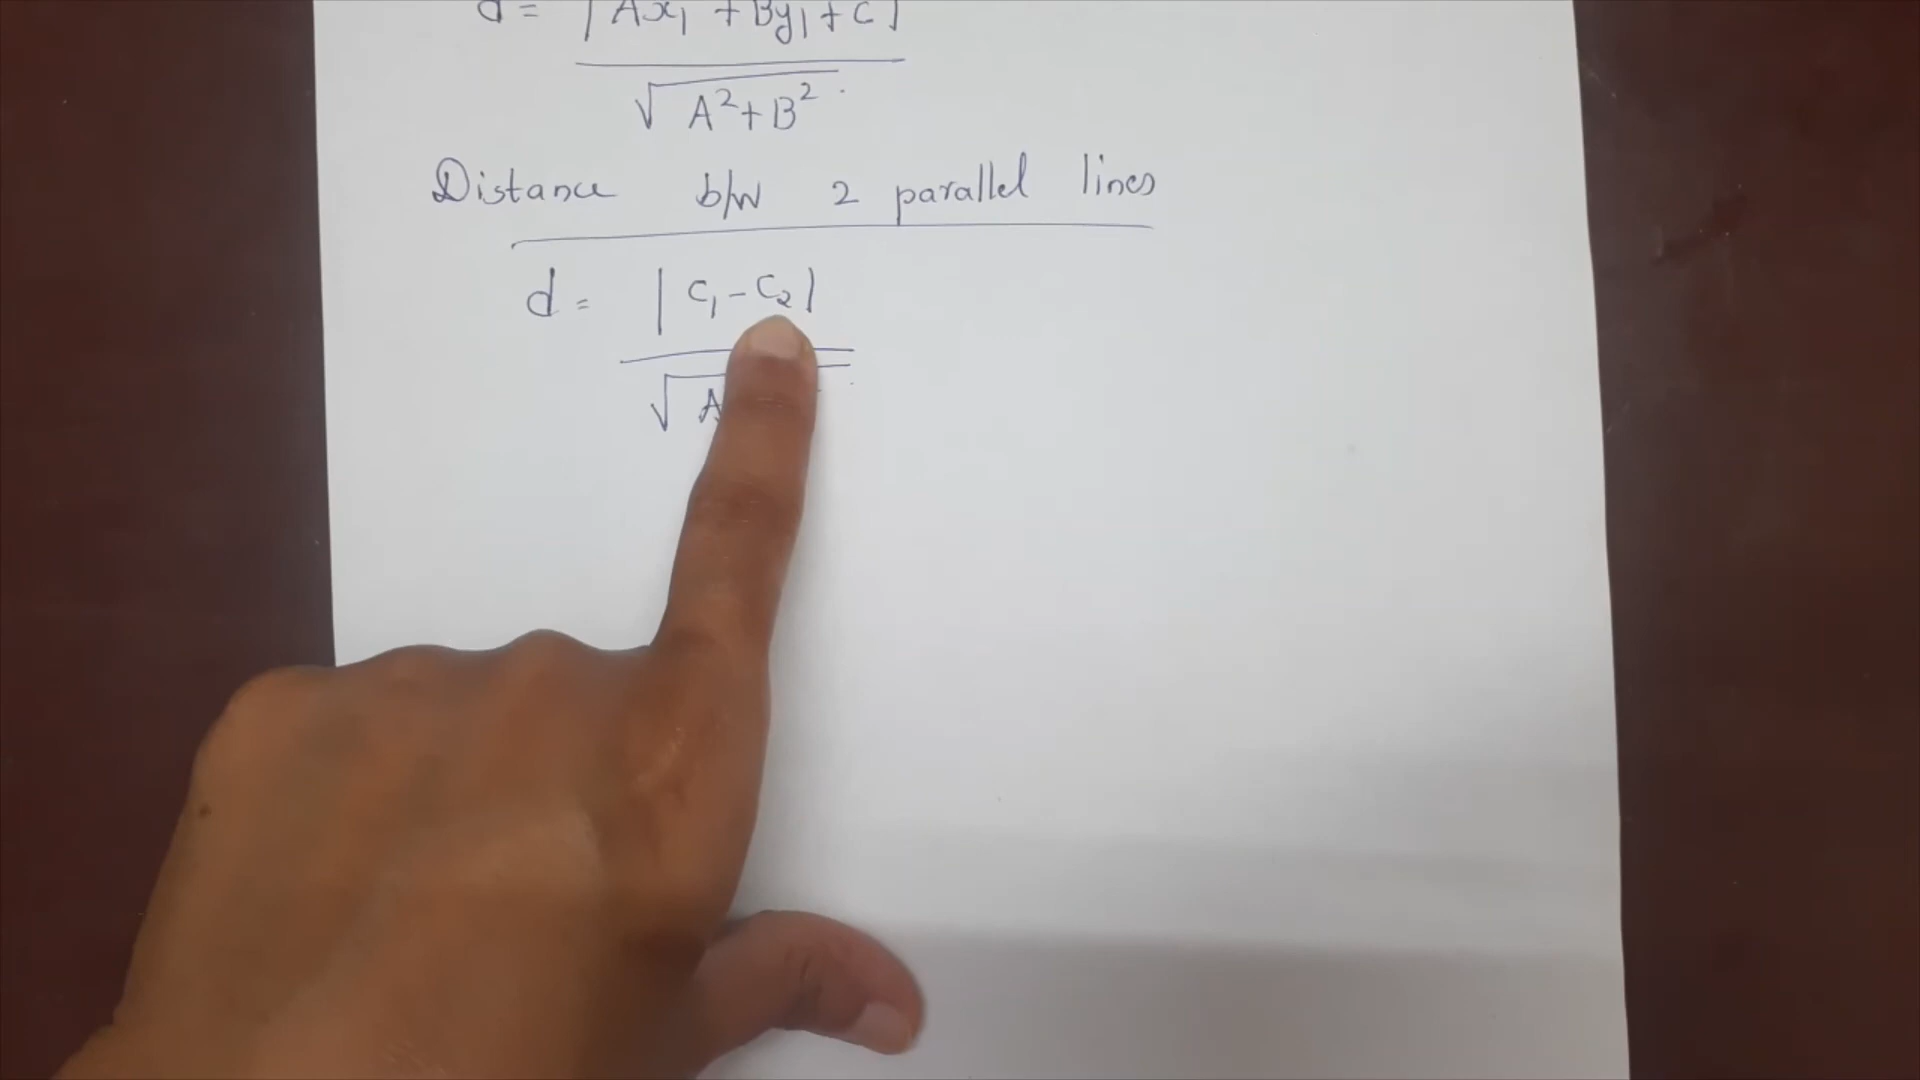 d = |Ax₁ + By₁ + C|
√A² + B²
Distance b/w 2 parallel lines
d = |C₁ - C₂|
√A